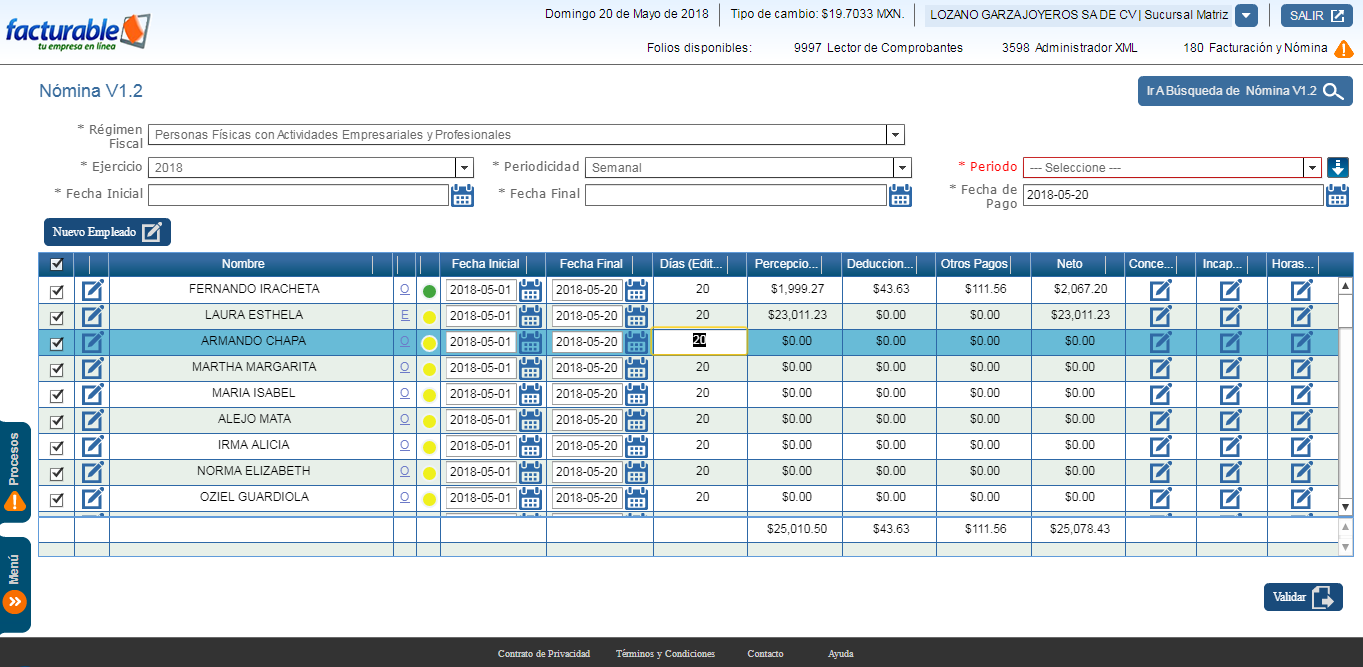 facturable
tu empresa en línea
Domingo 20 de Mayo de 2018
Tipo de cambio: $19.7033 MXN.
LOZANO GARZA JOYEROS SA DE CV | Sucursal Matriz
SALIR
Folios disponibles: 9997 Lector de Comprobantes 3598 Administrador XML 180 Facturación y Nómina
Nómina V1.2
Ir A Búsqueda de Nómina V1.2
* Régimen Fiscal Personas Físicas con Actividades Empresariales y Profesionales
* Ejercicio 2018 * Periodicidad Semanal * Periodo --- Seleccione ---
* Fecha Inicial * Fecha Final * Fecha de Pago 2018-05-20
Nuevo Empleado
Nombre Fecha Inicial Fecha Final Días (Edit... Percepcio... Deduccion... Otros Pagos Neto Conce... Incap... Horas...
FERNANDO IRACHETA O 2018-05-01 2018-05-20 20 $1,999.27 $43.63 $111.56 $2,067.20
LAURA ESTHELA E 2018-05-01 2018-05-20 20 $23,011.23 $0.00 $0.00 $23,011.23
ARMANDO CHAPA O 2018-05-01 2018-05-20 20 $0.00 $0.00 $0.00 $0.00
MARTHA MARGARITA O 2018-05-01 2018-05-20 20 $0.00 $0.00 $0.00 $0.00
MARIA ISABEL O 2018-05-01 2018-05-20 20 $0.00 $0.00 $0.00 $0.00
ALEJO MATA O 2018-05-01 2018-05-20 20 $0.00 $0.00 $0.00 $0.00
IRMA ALICIA O 2018-05-01 2018-05-20 20 $0.00 $0.00 $0.00 $0.00
NORMA ELIZABETH O 2018-05-01 2018-05-20 20 $0.00 $0.00 $0.00 $0.00
OZIEL GUARDIOLA O 2018-05-01 2018-05-20 20 $0.00 $0.00 $0.00 $0.00
$25,010.50 $43.63 $111.56 $25,078.43
Procesos
Menú
Validar
Contrato de Privacidad Términos y Condiciones Contacto Ayuda